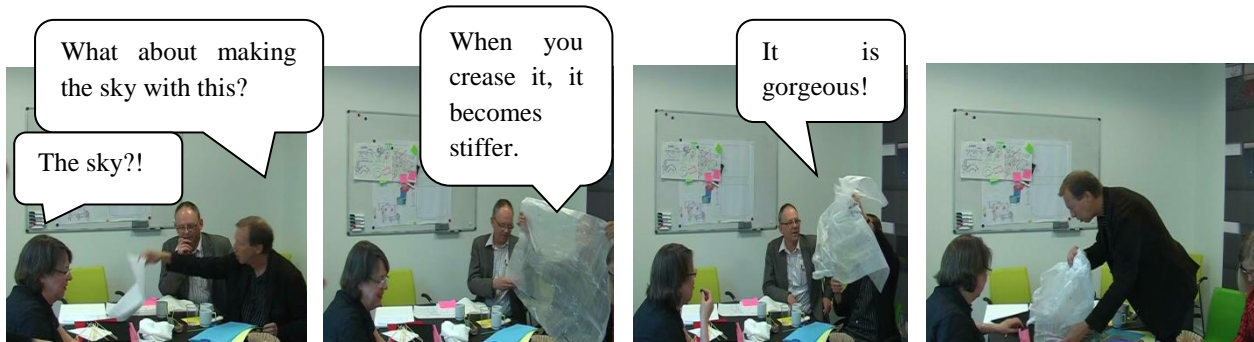 What about making
the sky with this?
The sky?!
When you
crease it, it
becomes
stiffer.
It is
gorgeous!